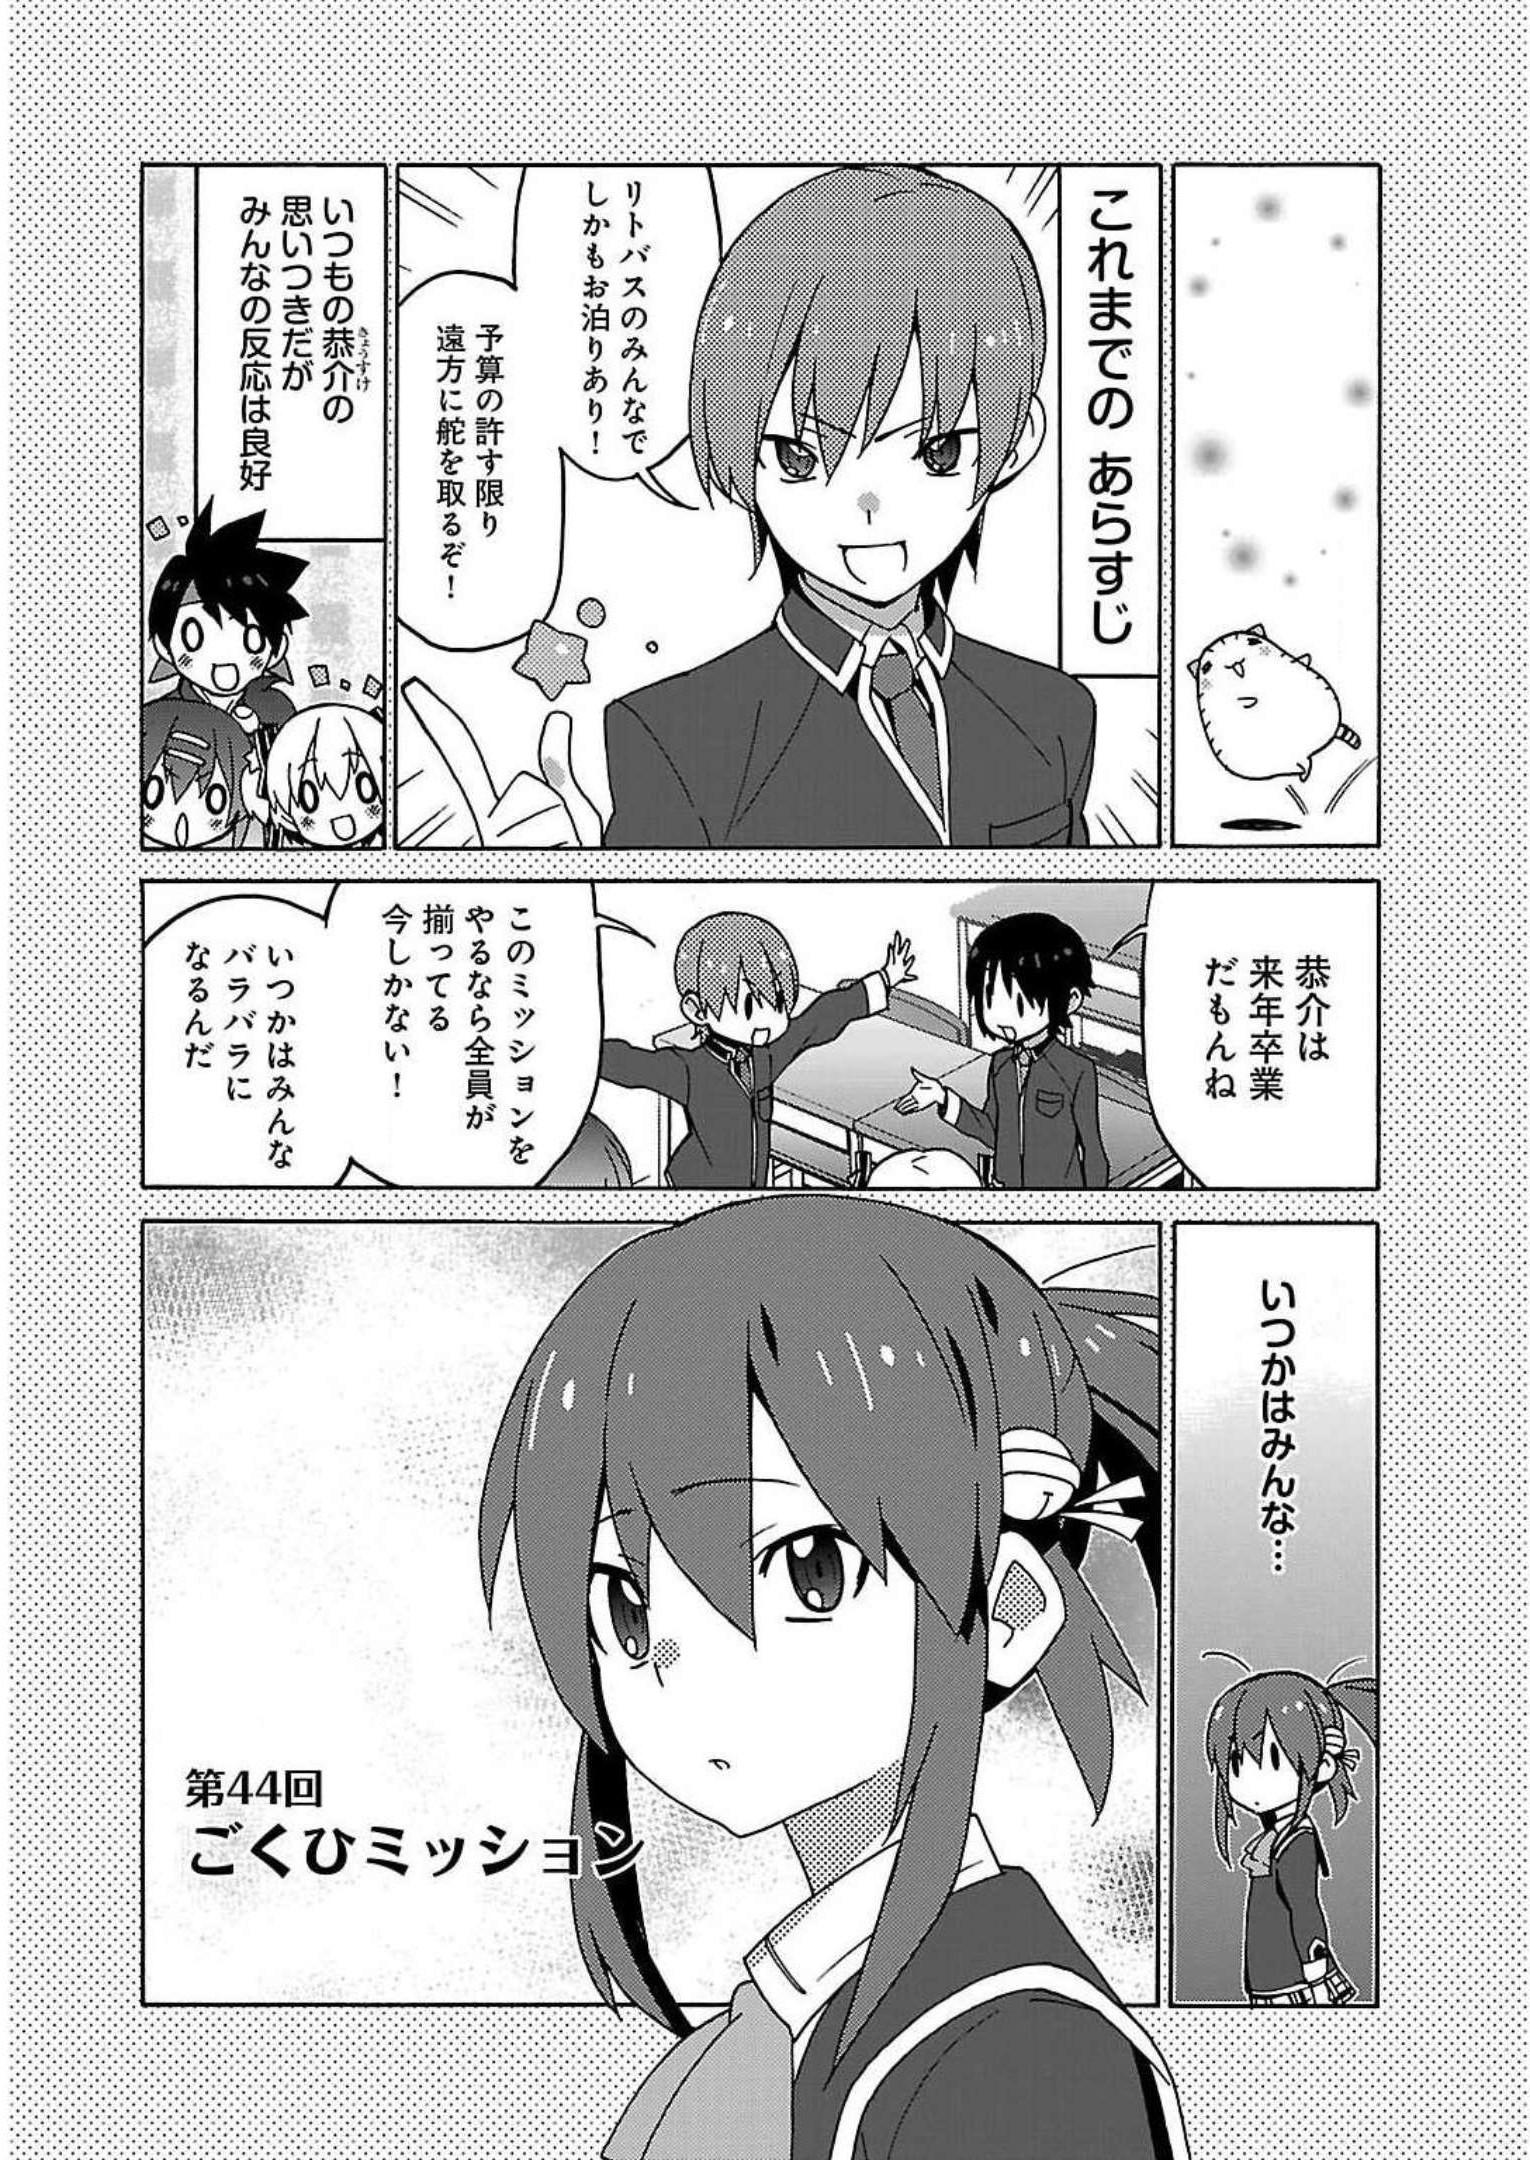 これまでの あらすじ
リトバスのみんなで
しかもお泊りあり！
予算の許す限り
遠方に舵を取るぞ！
いつもの恭介の
きょうすけ
思いつきだが
みんなの反応は良好
恭介は
来年卒業
だもんね
このミッションを
やるなら全員が
揃ってる
今しかない！
いつかはみんな
バラバラに
なるんだ
いつかはみんな…
第44回
ごくひミッション